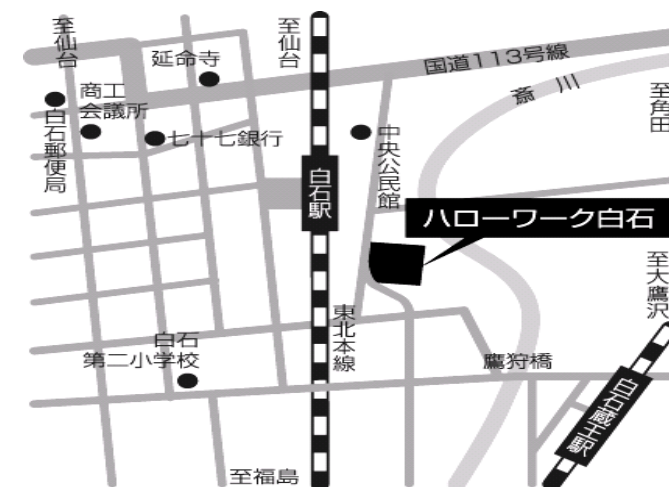 至仙台
延命寺
至仙台
国道113号線
斎川
至角田
商工
会議所
白石郵便局
七十七銀行
中央公民館
白石駅
ハローワーク白石
至大鷹沢
東北本線
白石
第二小学校
鷹狩橋
白石蔵王駅
至福島